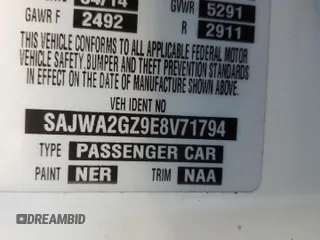 04/14 GVWR 5291
GAWR F 2492 R 2911
THIS VEHICLE CONFORMS TO ALL APPLICABLE FEDERAL MOTOR
VEHICLE SAFETY, BUMPER AND THEFT PREVENTION STANDARDS
IN EFFECT ON THE DATE OF MANUFACTURE SHOWN ABOVE.
VEH IDENT NO
SAJWA2GZ9E8V71794
TYPE PASSENGER CAR
PAINT NER TRIM NAA
DREAMBID